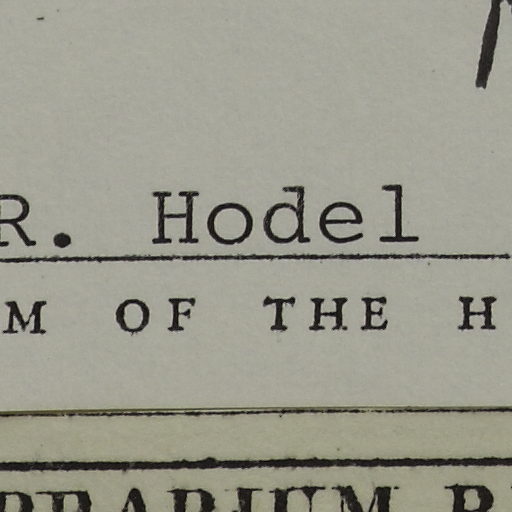 R. Hodel
M OF THE H